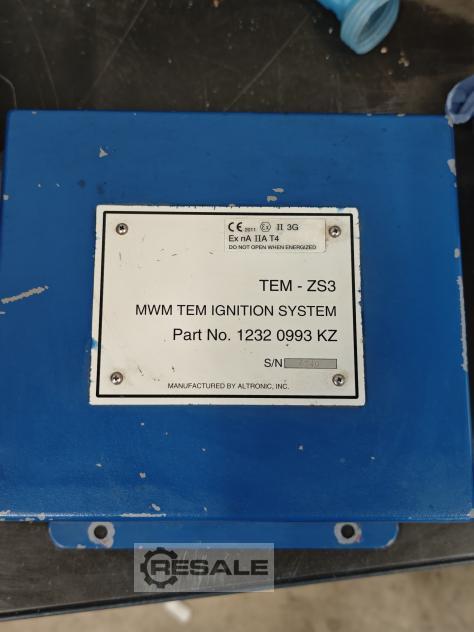 CE 2011 Ex II 3G
Ex nA IIA T4
DO NOT OPEN WHEN ENERGIZED
TEM - ZS3
MWM TEM IGNITION SYSTEM
Part No. 1232 0993 KZ
S/N
MANUFACTURED BY ALTRONIC, INC.
RESALE